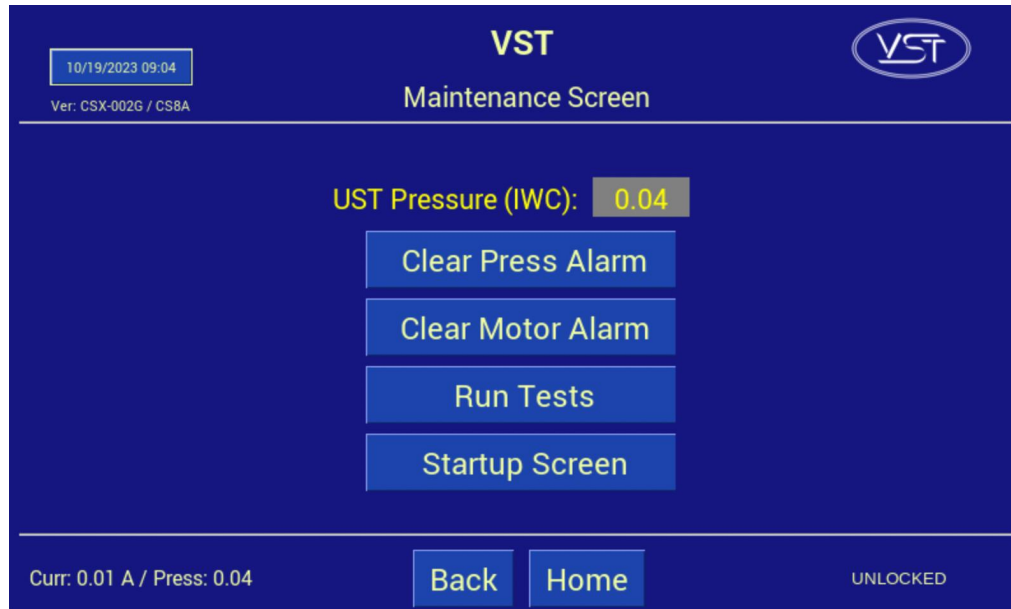 10/19/2023 09:04
Ver: CSX-002G / CS8A
VST
Maintenance Screen
VST
UST Pressure (IWC): 0.04
Clear Press Alarm
Clear Motor Alarm
Run Tests
Startup Screen
Curr: 0.01 A / Press: 0.04
Back
Home
UNLOCKED